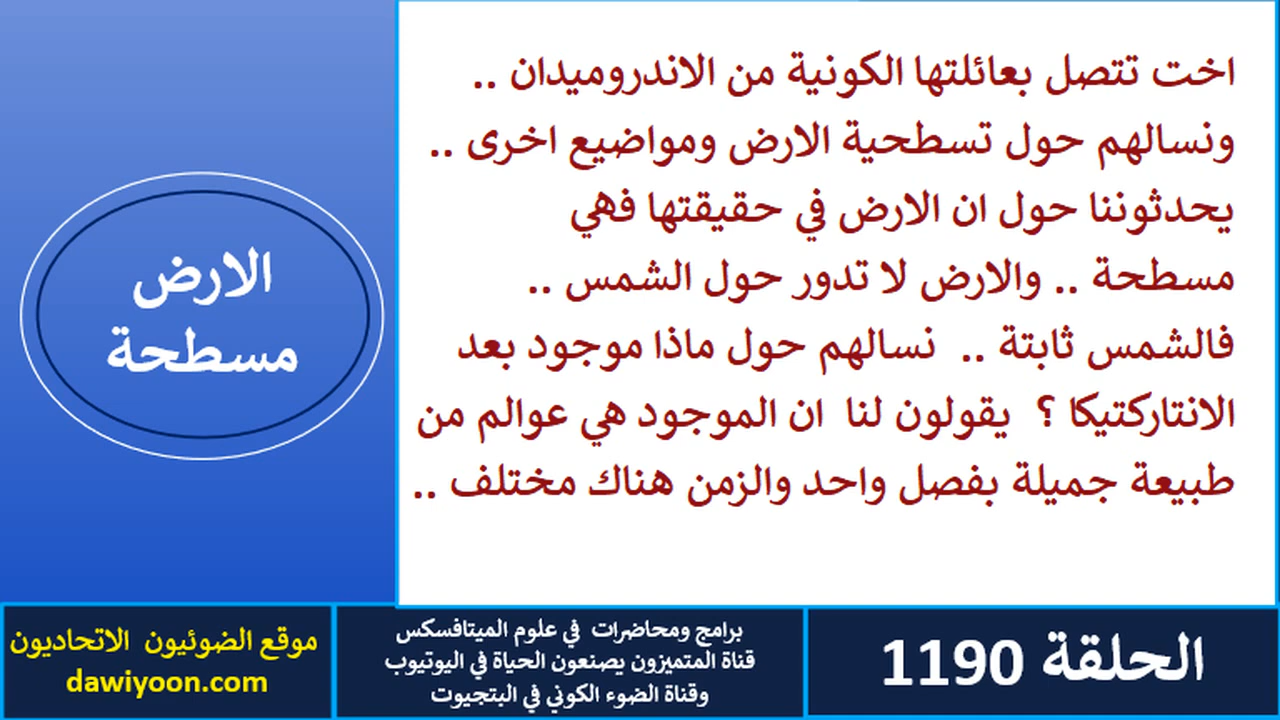 اخت تتصل بعائلتها الكونية من الاندروميدان ..
ونسالهم حول تسطحية الارض ومواضيع اخرى ..
يحدثوننا حول ان الارض في حقيقتها فهي
مسطحة .. والارض لا تدور حول الشمس ..
فالشمس ثابتة .. نسالهم حول ماذا موجود بعد
الانتاركتيكا ؟ يقولون لنا ان الموجود هي عوالم من
طبيعة جميلة بفصل واحد والزمن هناك مختلف ..
الارض
مسطحة
الحلقة 1190
برامج ومحاضرات في علوم الميتافسكس
قناة المتميزون يصنعون الحياة في اليوتيوب
وقناة الضوء الكوني في البتجيوت
موقع الضوئيون الاتحاديون
dawiyoon.com